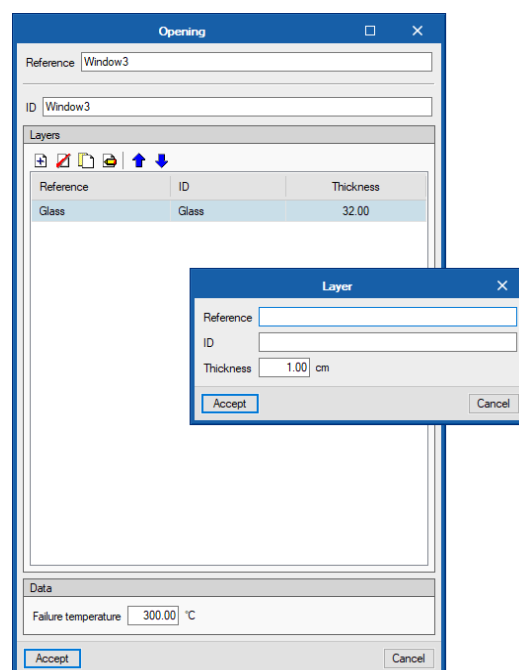 Opening
Reference Window3
ID Window3
Layers
Reference ID Thickness
Glass Glass 32.00
Layer
Reference
ID
Thickness 1.00 cm
Accept Cancel
Data
Failure temperature 300.00 °C
Accept Cancel